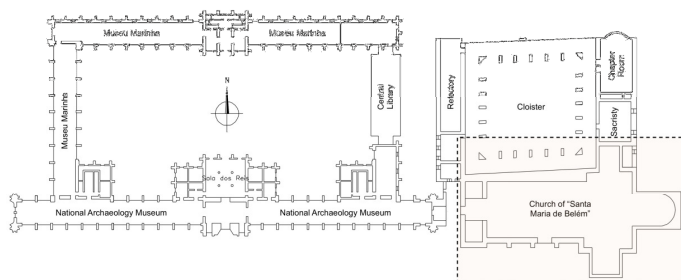 Museu Marinha
Museu Marinha
Museu Marinha
N
Central
Library
Refectory
Cloister
Chapter
Room
Sacristy
Sala dos Reis
National Archaeology Museum
National Archaeology Museum
Church of "Santa
Maria de Belém"